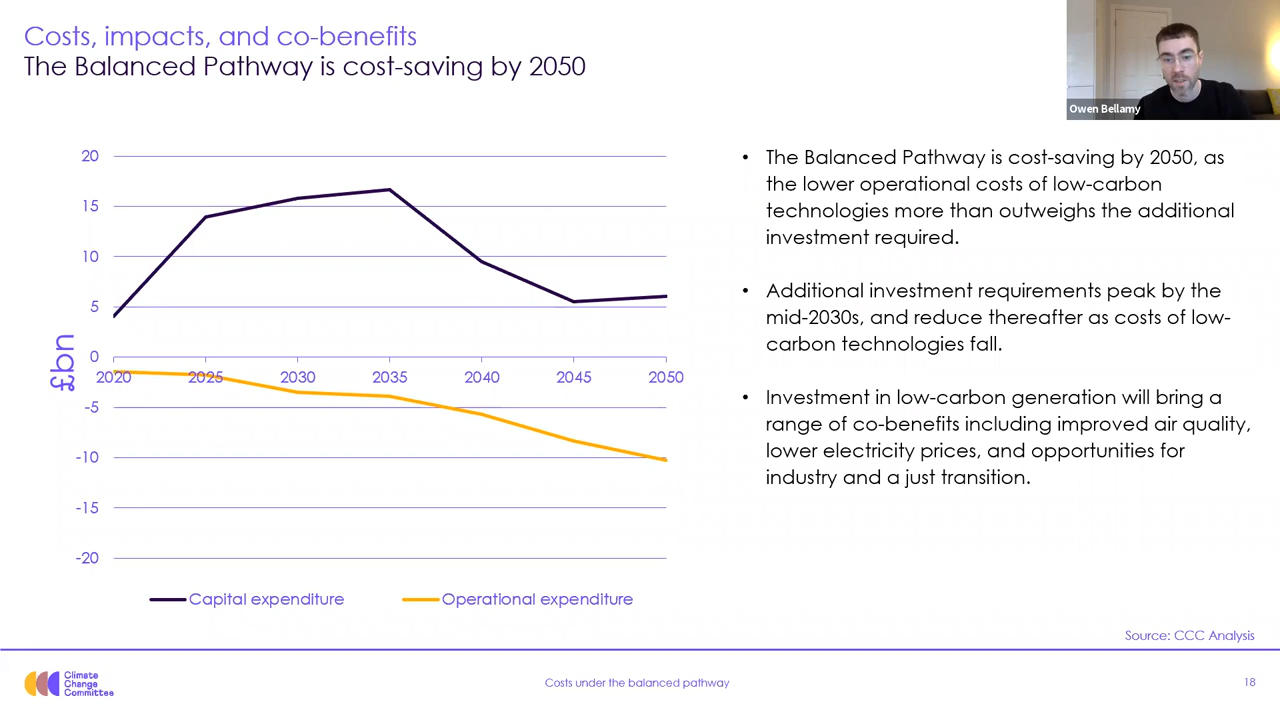 Costs, impacts, and co-benefits
The Balanced Pathway is cost-saving by 2050
Owen Bellamy
20
15
10
5
0
-5
-10
-15
-20
£bn
2020 2025 2030 2035 2040 2045 2050
Capital expenditure
Operational expenditure
• The Balanced Pathway is cost-saving by 2050, as
the lower operational costs of low-carbon
technologies more than outweighs the additional
investment required.
• Additional investment requirements peak by the
mid-2030s, and reduce thereafter as costs of low-
carbon technologies fall.
• Investment in low-carbon generation will bring a
range of co-benefits including improved air quality,
lower electricity prices, and opportunities for
industry and a just transition.
Source: CCC Analysis
Climate
Change
Committee
Costs under the balanced pathway
18